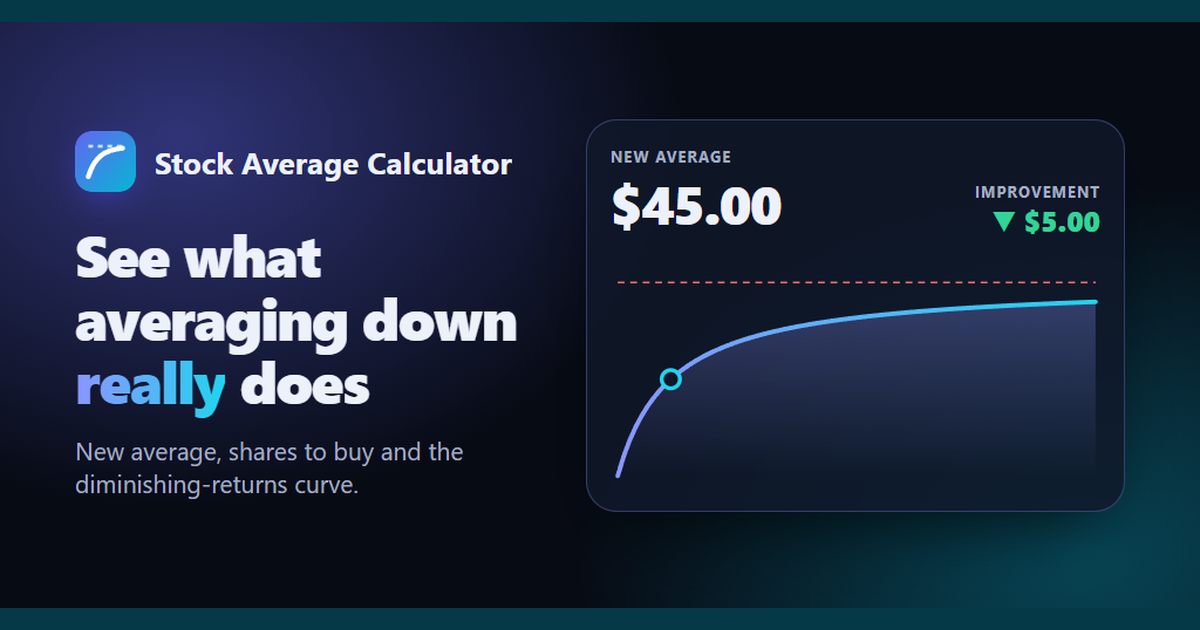 Stock Average Calculator
See what
averaging down
really does
New average, shares to buy and the
diminishing-returns curve.
NEW AVERAGE
$45.00
IMPROVEMENT
▼ $5.00